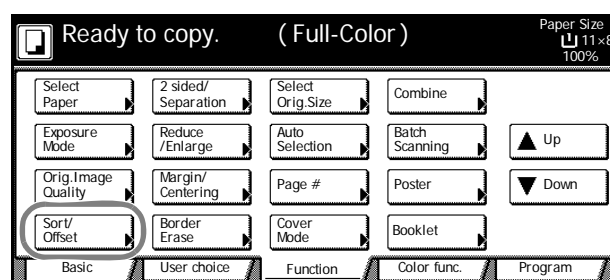 Ready to copy. (Full-Color)
Paper Size
1 11×8
100%
Select
Paper
2 sided/
Separation
Select
Orig.Size
Combine
Exposure
Mode
Reduce
/Enlarge
Auto
Selection
Batch
Scanning
Up
Orig.Image
Quality
Margin/
Centering
Page #
Poster
Down
Sort/
Offset
Border
Erase
Cover
Mode
Booklet
Basic
User choice
Function
Color func.
Program